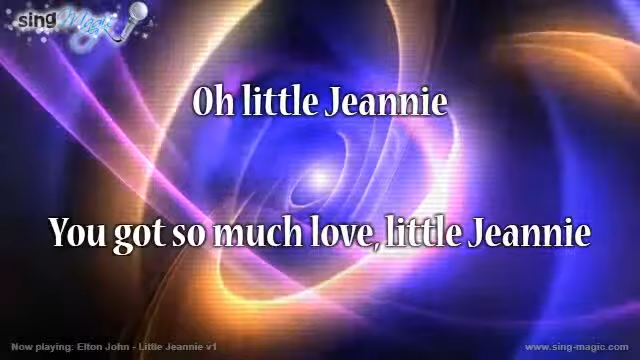 sing
Magic
Oh little Jeannie
You got so much love, little Jeannie
Now playing: Elton John - Little Jeannie v1
www.sing-magic.com